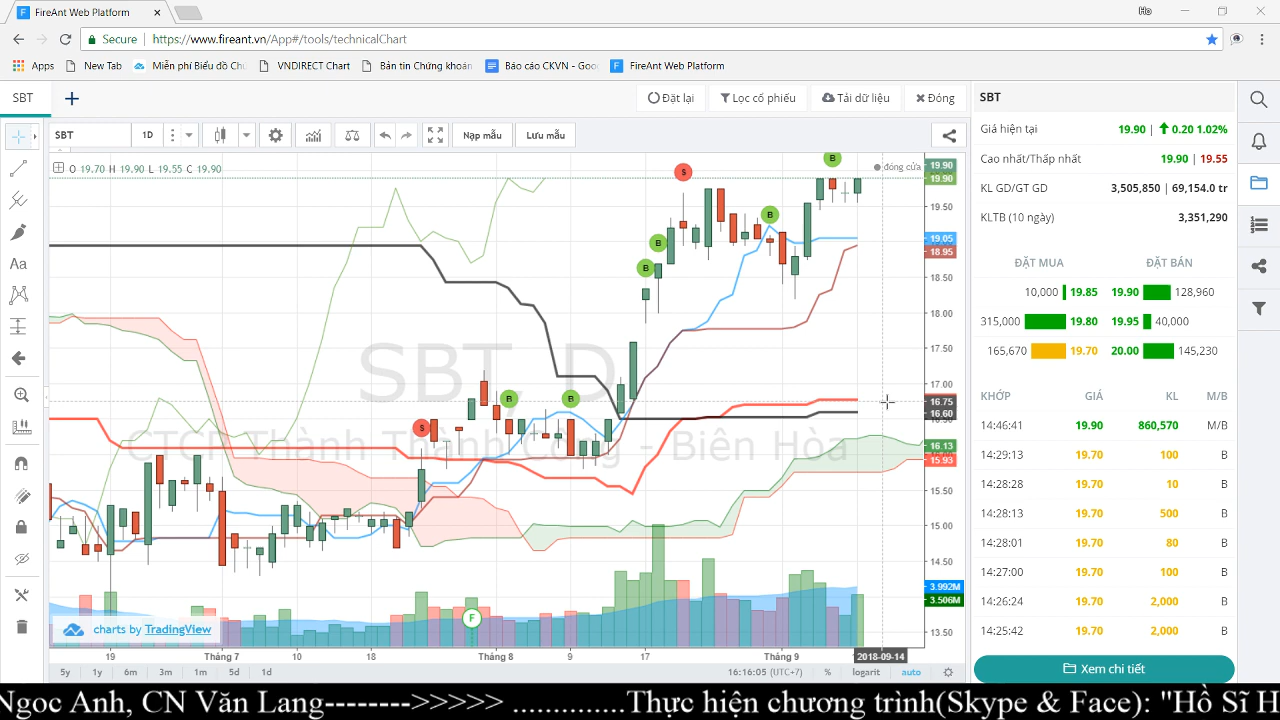 FireAnt Web Platform
Secure https://www.fireant.vn/App#/tools/technicalChart
Apps New Tab Miễn phí Biểu đồ Chu VNDIRECT Chart Bản tin Chứng khoán Báo cáo CKVN - Goo FireAnt Web Platform
SBT
Đặt lại Lọc cổ phiếu Tải dữ liệu Đóng
SBT 1D Nạp mẫu Lưu mẫu
O 19.70 H 19.90 L 19.55 C 19.90
đóng cửa
SBT, D
CTCP Thành Thành Công - Biên Hòa
S B B B B S B B
F
19.90
19.90
19.50
19.05
18.95
18.50
18.00
17.50
17.00
16.75
16.60
16.13
15.93
15.50
15.00
14.50
3.992M
3.506M
13.50
charts by TradingView
19 Tháng 7 10 18 Tháng 8 9 17 Tháng 9 2018-09-14
5y 1y 6m 3m 1m 5d 1d 16:16:05 (UTC+7) % logarit auto
SBT
Giá hiện tại 19.90 | 0.20 1.02%
Cao nhất/Thấp nhất 19.90 | 19.55
KL GD/GT GD 3,505,850 | 69,154.0 tr
KLTB (10 ngày) 3,351,290
ĐẶT MUA ĐẶT BÁN
10,000 19.85 19.90 128,960
315,000 19.80 19.95 40,000
165,670 19.70 20.00 145,230
KHỚP GIÁ KL M/B
14:46:41 19.90 860,570 M/B
14:29:13 19.70 100 B
14:28:28 19.70 10 B
14:28:13 19.70 500 B
14:28:01 19.70 80 B
14:27:00 19.70 100 B
14:26:24 19.70 2,000 B
14:25:42 19.70 2,000 B
Xem chi tiết
Ngoc Anh, CN Văn Lang-------->>>>> ..............Thực hiện chương trình(Skype & Face): "Hồ Sĩ H